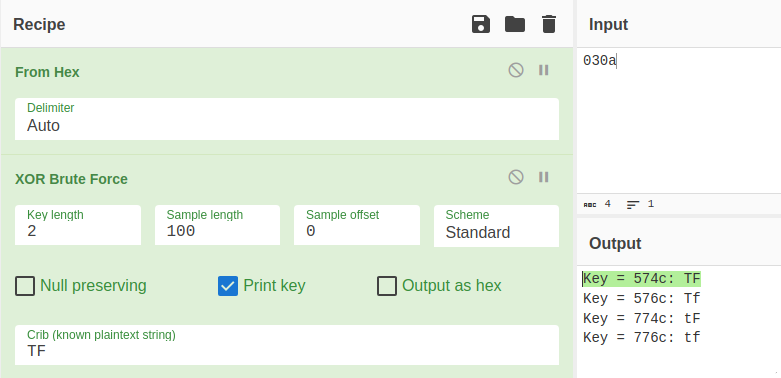 Recipe
From Hex
Delimiter
Auto
XOR Brute Force
Key length
2
Sample length
100
Sample offset
0
Scheme
Standard
Null preserving
Print key
Output as hex
Crib (known plaintext string)
TF
Input
030a
ABC 4 1
Output
Key = 574c: TF
Key = 576c: Tf
Key = 774c: tF
Key = 776c: tf